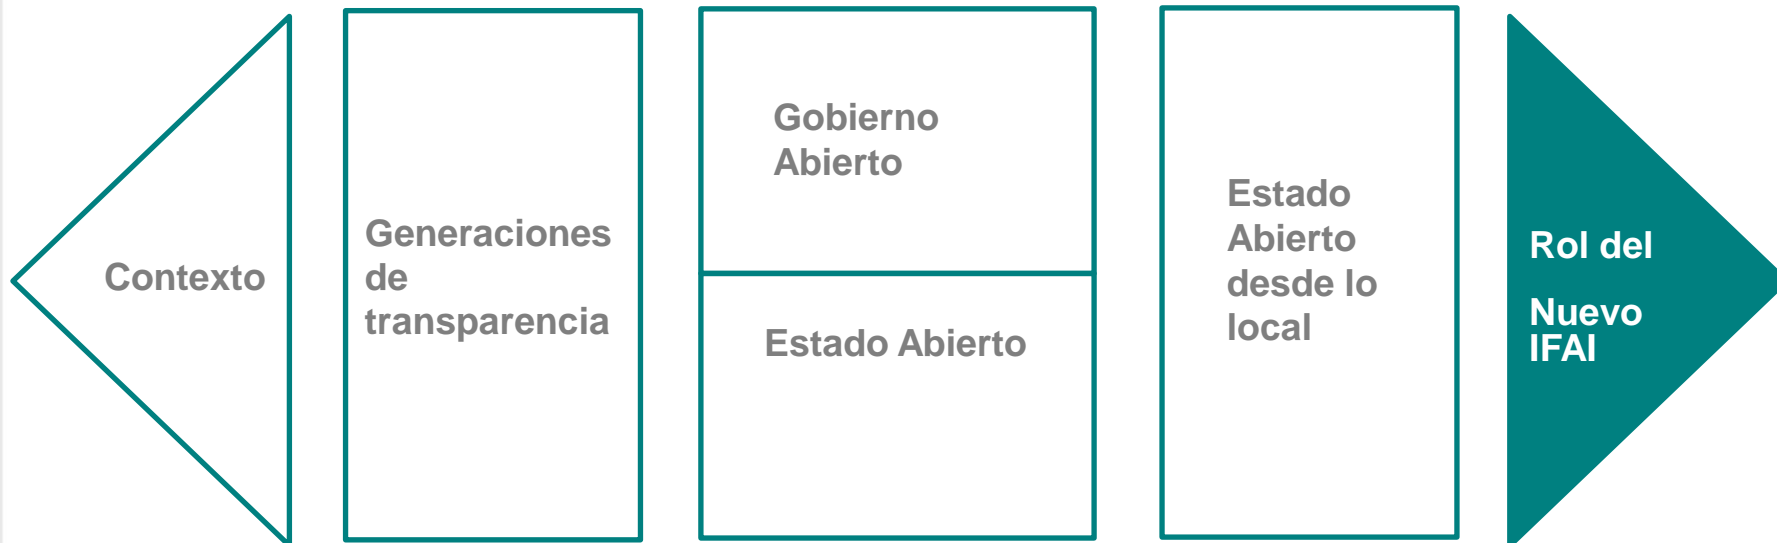 Contexto
Generaciones
de
transparencia
Gobierno
Abierto
Estado Abierto
Estado
Abierto
desde lo
local
Rol del
Nuevo
IFAI